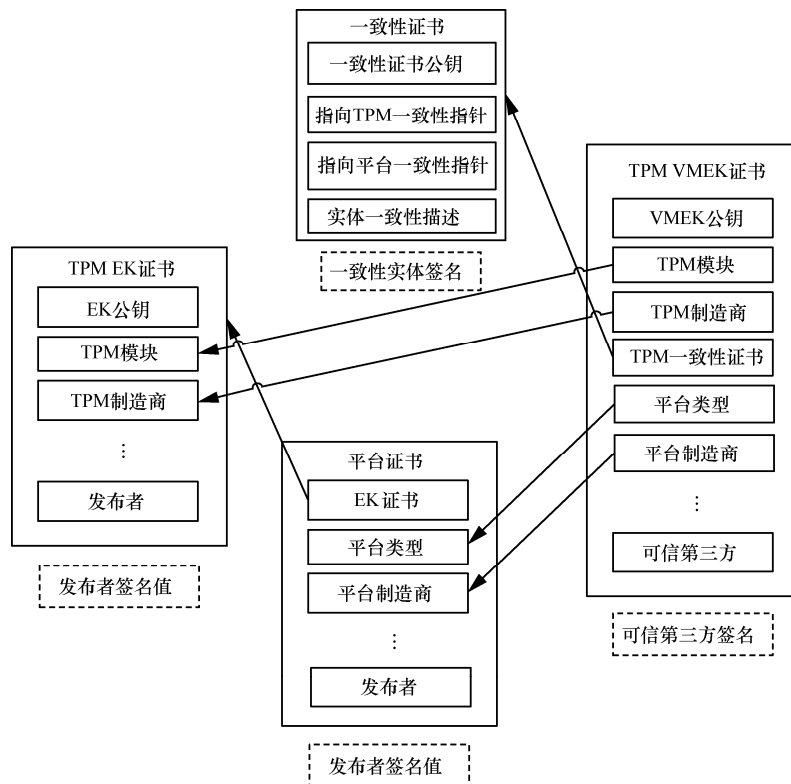 一致性证书
一致性证书公钥
指向TPM一致性指针
指向平台一致性指针
实体一致性描述
一致性实体签名
TPM EK证书
EK公钥
TPM模块
TPM制造商
⋮
发布者
发布者签名值
平台证书
EK证书
平台类型
平台制造商
⋮
发布者
发布者签名值
TPM VMEK证书
VMEK公钥
TPM模块
TPM制造商
TPM一致性证书
平台类型
平台制造商
⋮
可信第三方
可信第三方签名